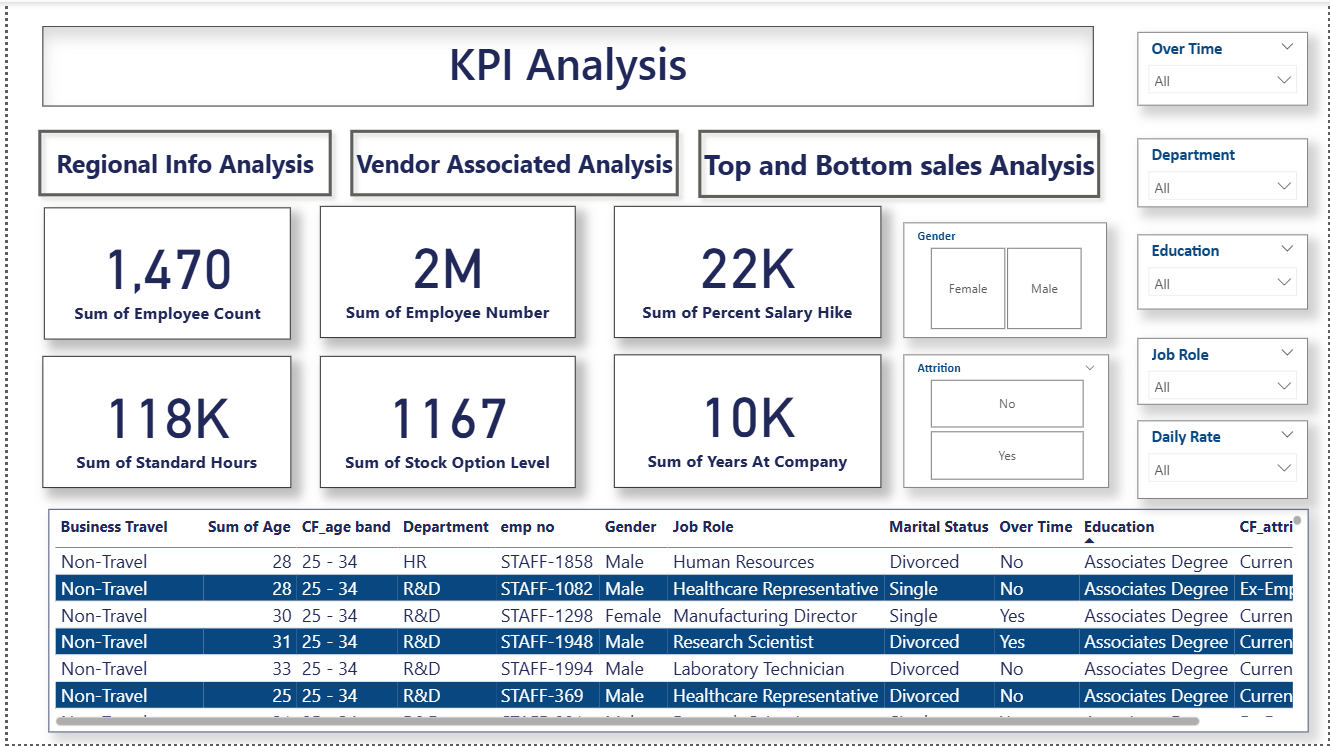 KPI Analysis
Over Time
All
Regional Info Analysis
Vendor Associated Analysis
Top and Bottom sales Analysis
Department
All
1,470
Sum of Employee Count
2M
Sum of Employee Number
22K
Sum of Percent Salary Hike
Gender
Female Male
Education
All
118K
Sum of Standard Hours
1167
Sum of Stock Option Level
10K
Sum of Years At Company
Attrition
No
Yes
Job Role
All
Daily Rate
All
Business Travel Sum of Age CF_age band Department emp no Gender Job Role Marital Status Over Time Education CF_attri
Non-Travel 28 25 - 34 HR STAFF-1858 Male Human Resources Divorced No Associates Degree Curren
Non-Travel 28 25 - 34 R&D STAFF-1082 Male Healthcare Representative Single No Associates Degree Ex-Emp
Non-Travel 30 25 - 34 R&D STAFF-1298 Female Manufacturing Director Single Yes Associates Degree Curren
Non-Travel 31 25 - 34 R&D STAFF-1948 Male Research Scientist Divorced Yes Associates Degree Curren
Non-Travel 33 25 - 34 R&D STAFF-1994 Male Laboratory Technician Divorced No Associates Degree Curren
Non-Travel 25 25 - 34 R&D STAFF-369 Male Healthcare Representative Divorced No Associates Degree Curren